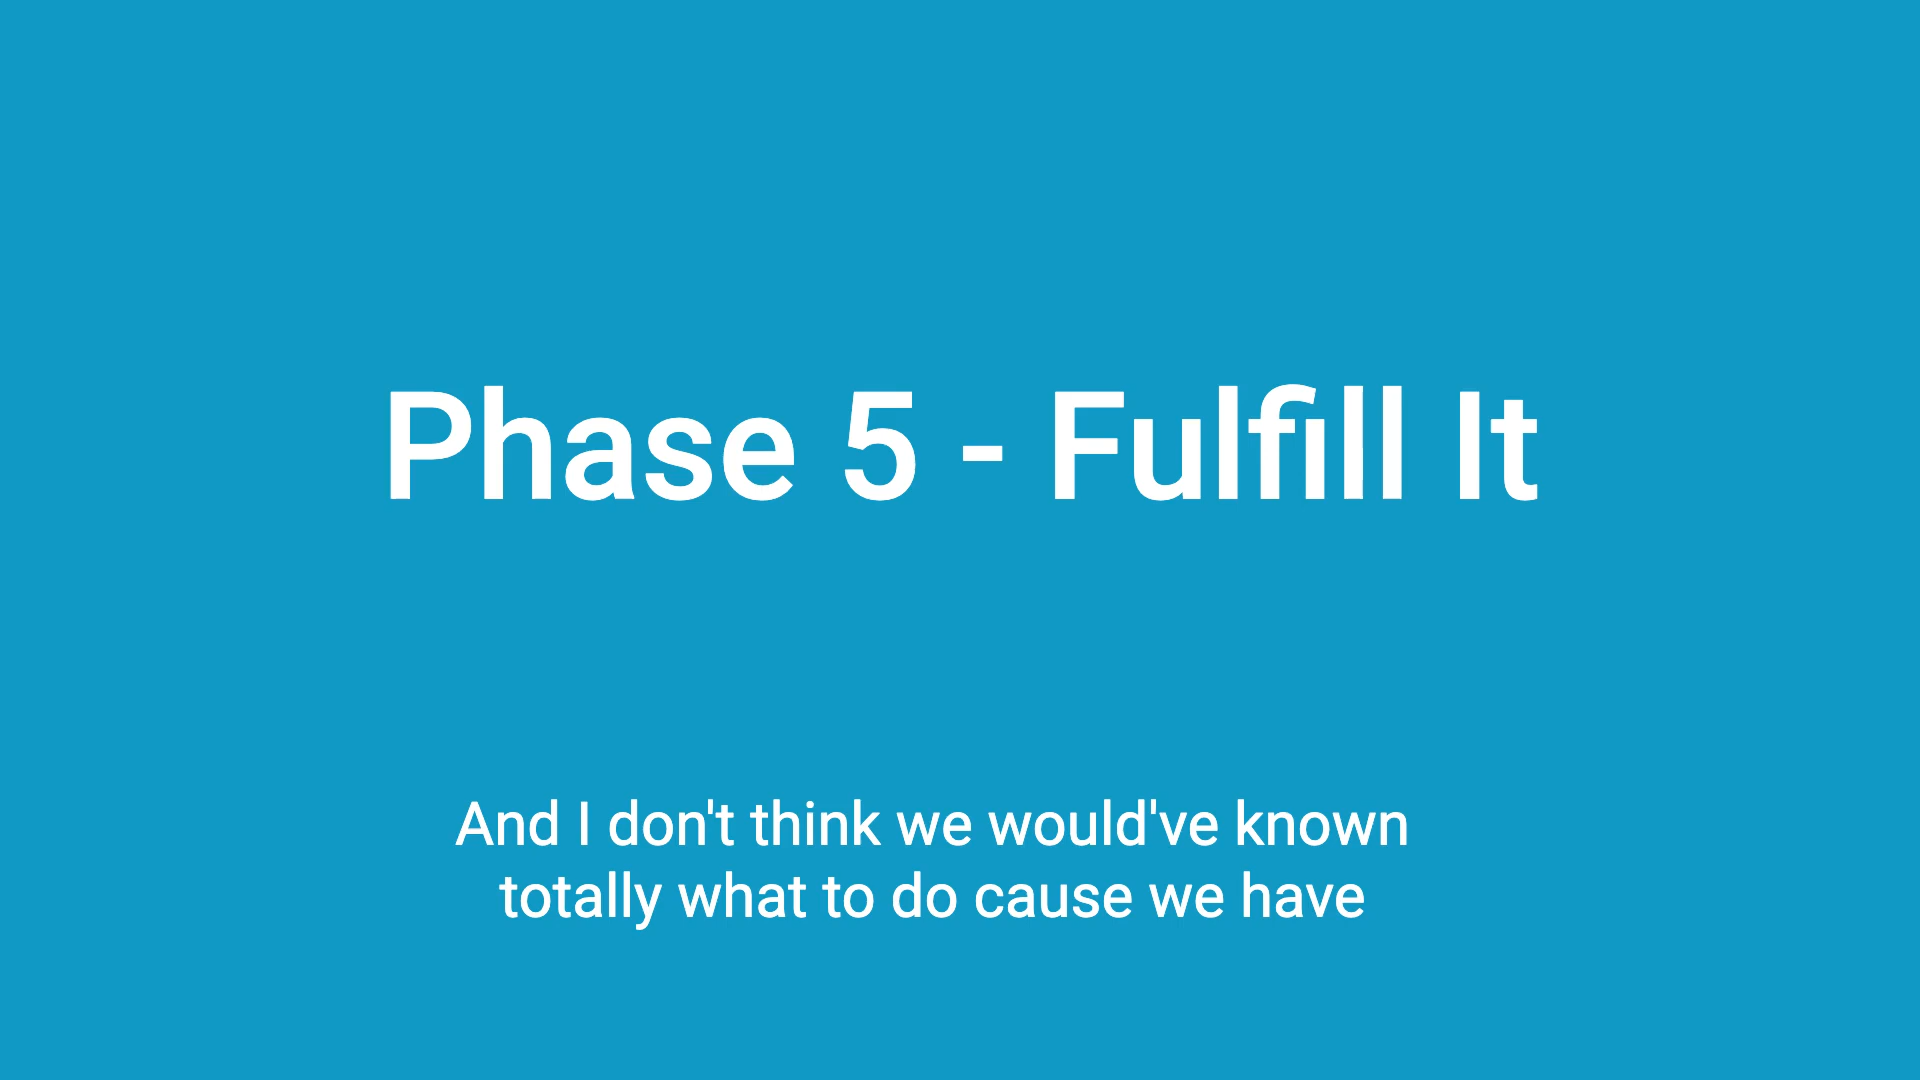 Phase 5 - Fulfill It
And I don't think we would've known
totally what to do cause we have